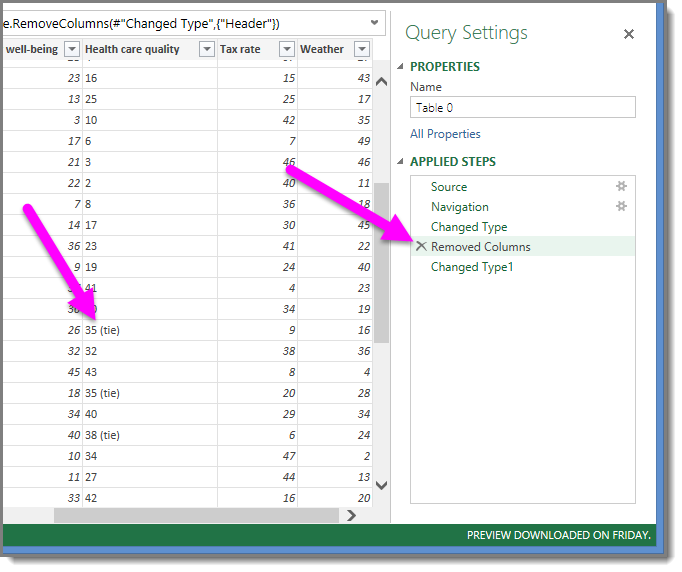 e.RemoveColumns(#"Changed Type",{"Header"})
well-being Health care quality Tax rate Weather
23 16 15 43
13 25 25 17
3 10 42 35
17 6 7 49
21 3 46 46
22 2 40 11
7 8 36 18
14 17 30 45
36 23 41 22
9 19 24 40
41 4 23
34 19
26 35 (tie) 9 16
32 32 38 36
45 43 8 4
18 35 (tie) 20 28
34 40 29 34
40 38 (tie) 6 24
10 34 47 2
11 27 44 13
33 42 16 20
Query Settings
PROPERTIES
Name
Table 0
All Properties
APPLIED STEPS
Source
Navigation
Changed Type
Removed Columns
Changed Type1
PREVIEW DOWNLOADED ON FRIDAY.